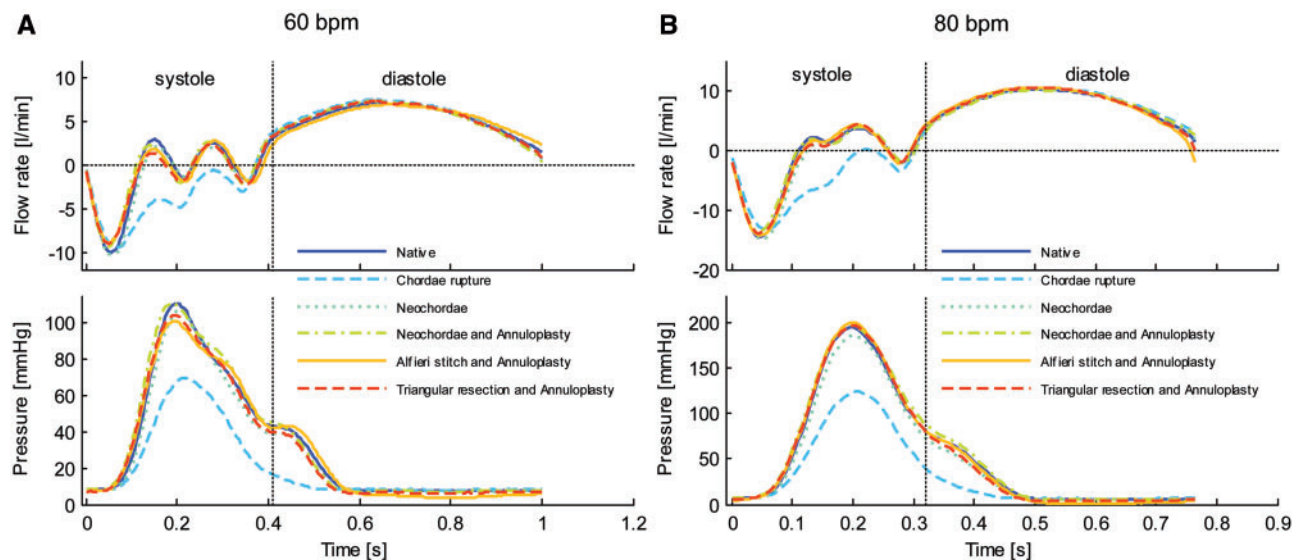 A
60 bpm
systole
diastole
Flow rate [l/min]
10
5
0
-5
-10
Native
Chordae rupture
Neochordae
Neochordae and Annuloplasty
Alfieri stitch and Annuloplasty
Triangular resection and Annuloplasty
Pressure [mmHg]
100
80
60
40
20
0
0 0.2 0.4 0.6 0.8 1 1.2
Time [s]
B
80 bpm
systole
diastole
Flow rate [l/min]
10
0
-10
-20
Native
Chordae rupture
Neochordae
Neochordae and Annuloplasty
Alfieri stitch and Annuloplasty
Triangular resection and Annuloplasty
Pressure [mmHg]
200
150
100
50
0
0 0.1 0.2 0.3 0.4 0.5 0.6 0.7 0.8 0.9
Time [s]